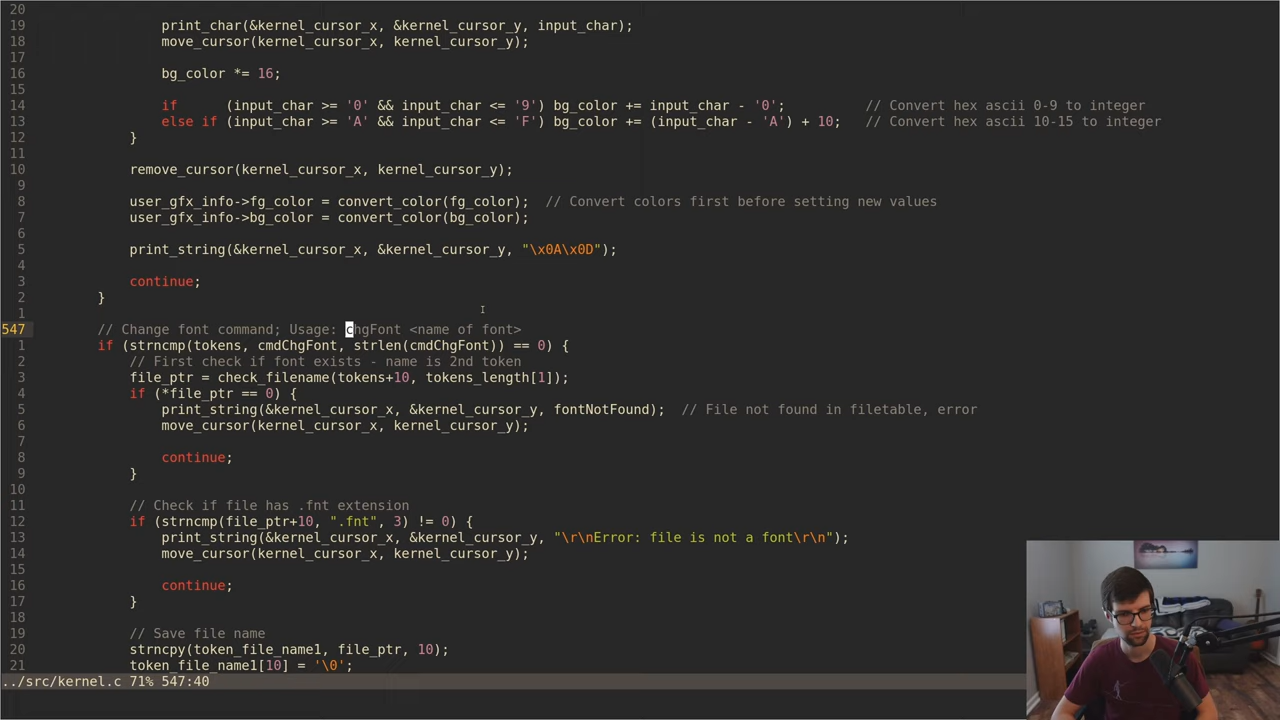 20
19 print_char(&kernel_cursor_x, &kernel_cursor_y, input_char);
18 move_cursor(kernel_cursor_x, kernel_cursor_y);
17
16 bg_color *= 16;
15
14 if (input_char >= '0' && input_char <= '9') bg_color += input_char - '0'; // Convert hex ascii 0-9 to integer
13 else if (input_char >= 'A' && input_char <= 'F') bg_color += (input_char - 'A') + 10; // Convert hex ascii 10-15 to integer
12 }
11
10 remove_cursor(kernel_cursor_x, kernel_cursor_y);
9
8 user_gfx_info->fg_color = convert_color(fg_color); // Convert colors first before setting new values
7 user_gfx_info->bg_color = convert_color(bg_color);
6
5 print_string(&kernel_cursor_x, &kernel_cursor_y, "\x0A\x0D");
4
3 continue;
2 }
1
547 // Change font command; Usage: chgFont <name of font>
1 if (strncmp(tokens, cmdChgFont, strlen(cmdChgFont)) == 0) {
2 // First check if font exists - name is 2nd token
3 file_ptr = check_filename(tokens+10, tokens_length[1]);
4 if (*file_ptr == 0) {
5 print_string(&kernel_cursor_x, &kernel_cursor_y, fontNotFound); // File not found in filetable, error
6 move_cursor(kernel_cursor_x, kernel_cursor_y);
7
8 continue;
9 }
10
11 // Check if file has .fnt extension
12 if (strncmp(file_ptr+10, ".fnt", 3) != 0) {
13 print_string(&kernel_cursor_x, &kernel_cursor_y, "\r\nError: file is not a font\r\n");
14 move_cursor(kernel_cursor_x, kernel_cursor_y);
15
16 continue;
17 }
18
19 // Save file name
20 strncpy(token_file_name1, file_ptr, 10);
21 token_file_name1[10] = '\0';
../src/kernel.c 71% 547:40